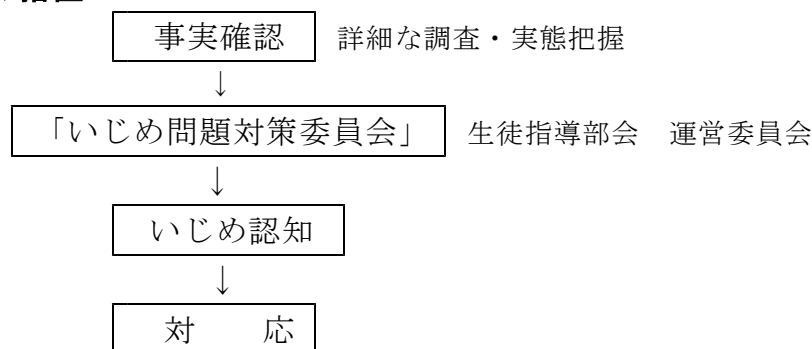 事実確認 詳細な調査・実態把握
↓
「いじめ問題対策委員会」 生徒指導部会 運営委員会
↓
いじめ認知
↓
対 応